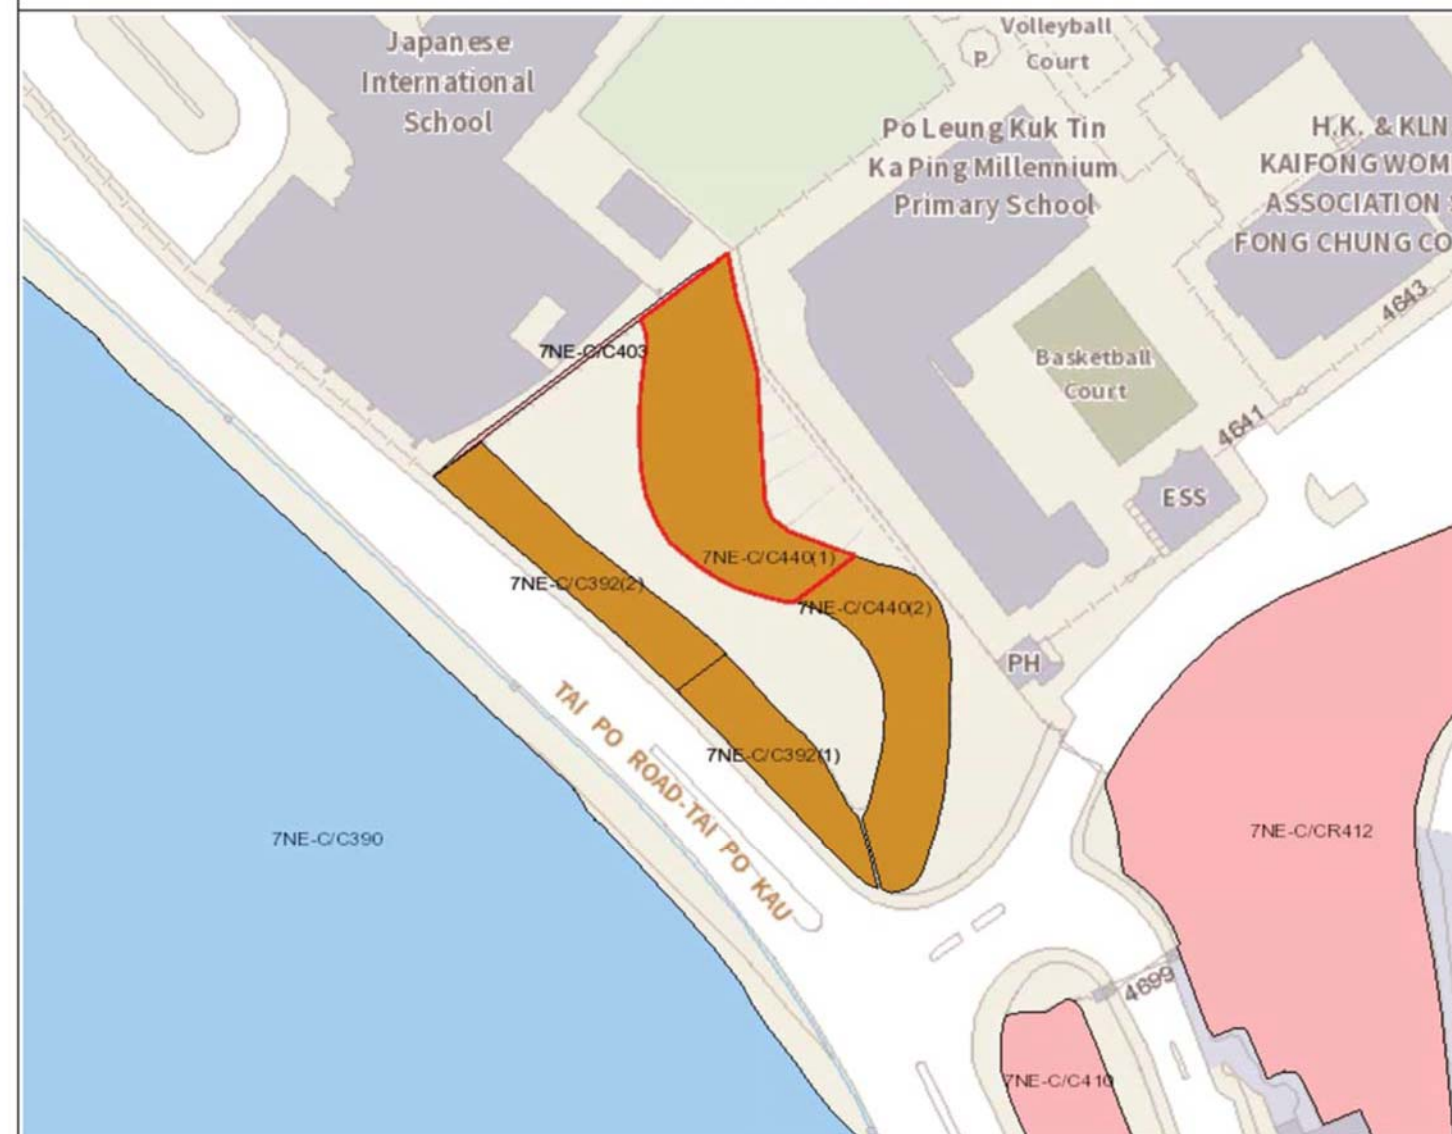 Japanese
International
School
Volleyball
Court
P
Po Leung Kuk Tin
Ka Ping Millennium
Primary School
H.K. & KLN
KAIFONG WOM
ASSOCIATION
FONG CHUNG CO
4643
7NE-C/C403
Basketball
Court
4641
ESS
7NE-C/C440(1)
7NE-C/C392(2)
7NE-C/C440(2)
PH
TAI PO ROAD-TAI PO KAU
7NE-C/C392(1)
7NE-C/C390
7NE-C/CR412
4699
7NE-C/C410